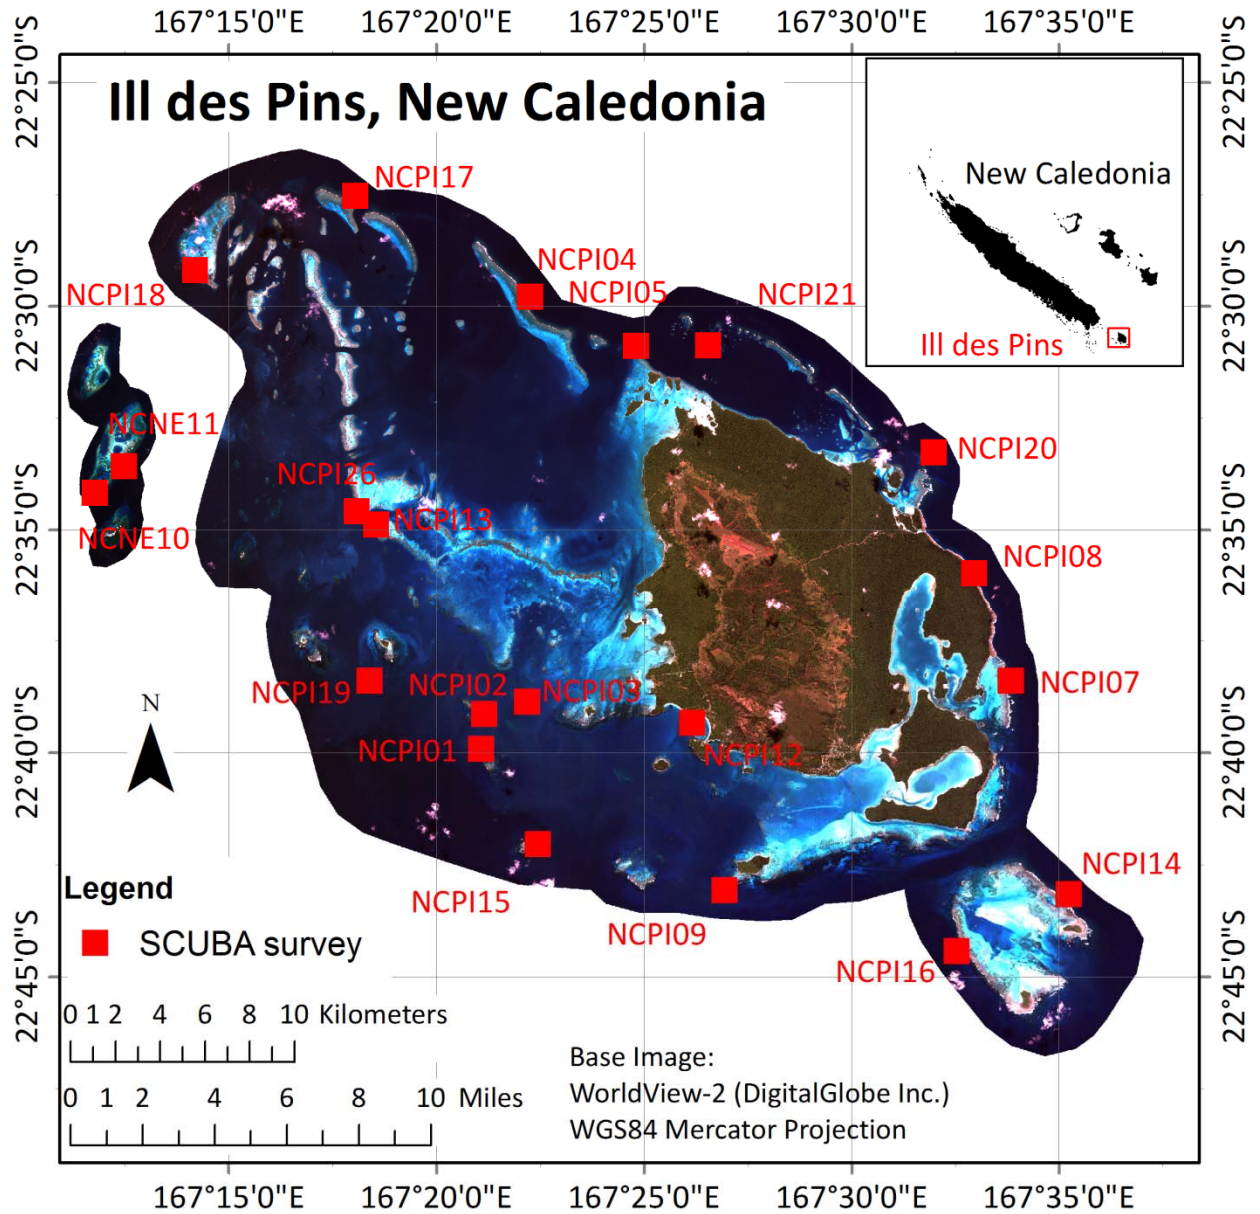 167°15'0"E 167°20'0"E 167°25'0"E 167°30'0"E 167°35'0"E
22°25'0"S 22°25'0"S
Ill des Pins, New Caledonia
New Caledonia
Ill des Pins
NCPI17
NCPI04
NCPI18
NCPI05
NCPI21
22°30'0"S 22°30'0"S
NCNE11
NCPI20
NCPI26
NCPI13
NCNE10
22°35'0"S 22°35'0"S
NCPI08
NCPI19
NCPI02
NCPI03
NCPI07
N
NCPI01
NCPI12
22°40'0"S 22°40'0"S
NCPI14
Legend
NCPI15
NCPI09
SCUBA survey
NCPI16
22°45'0"S 22°45'0"S
0 1 2 4 6 8 10 Kilometers
0 1 2 4 6 8 10 Miles
Base Image:
WorldView-2 (DigitalGlobe Inc.)
WGS84 Mercator Projection
167°15'0"E 167°20'0"E 167°25'0"E 167°30'0"E 167°35'0"E